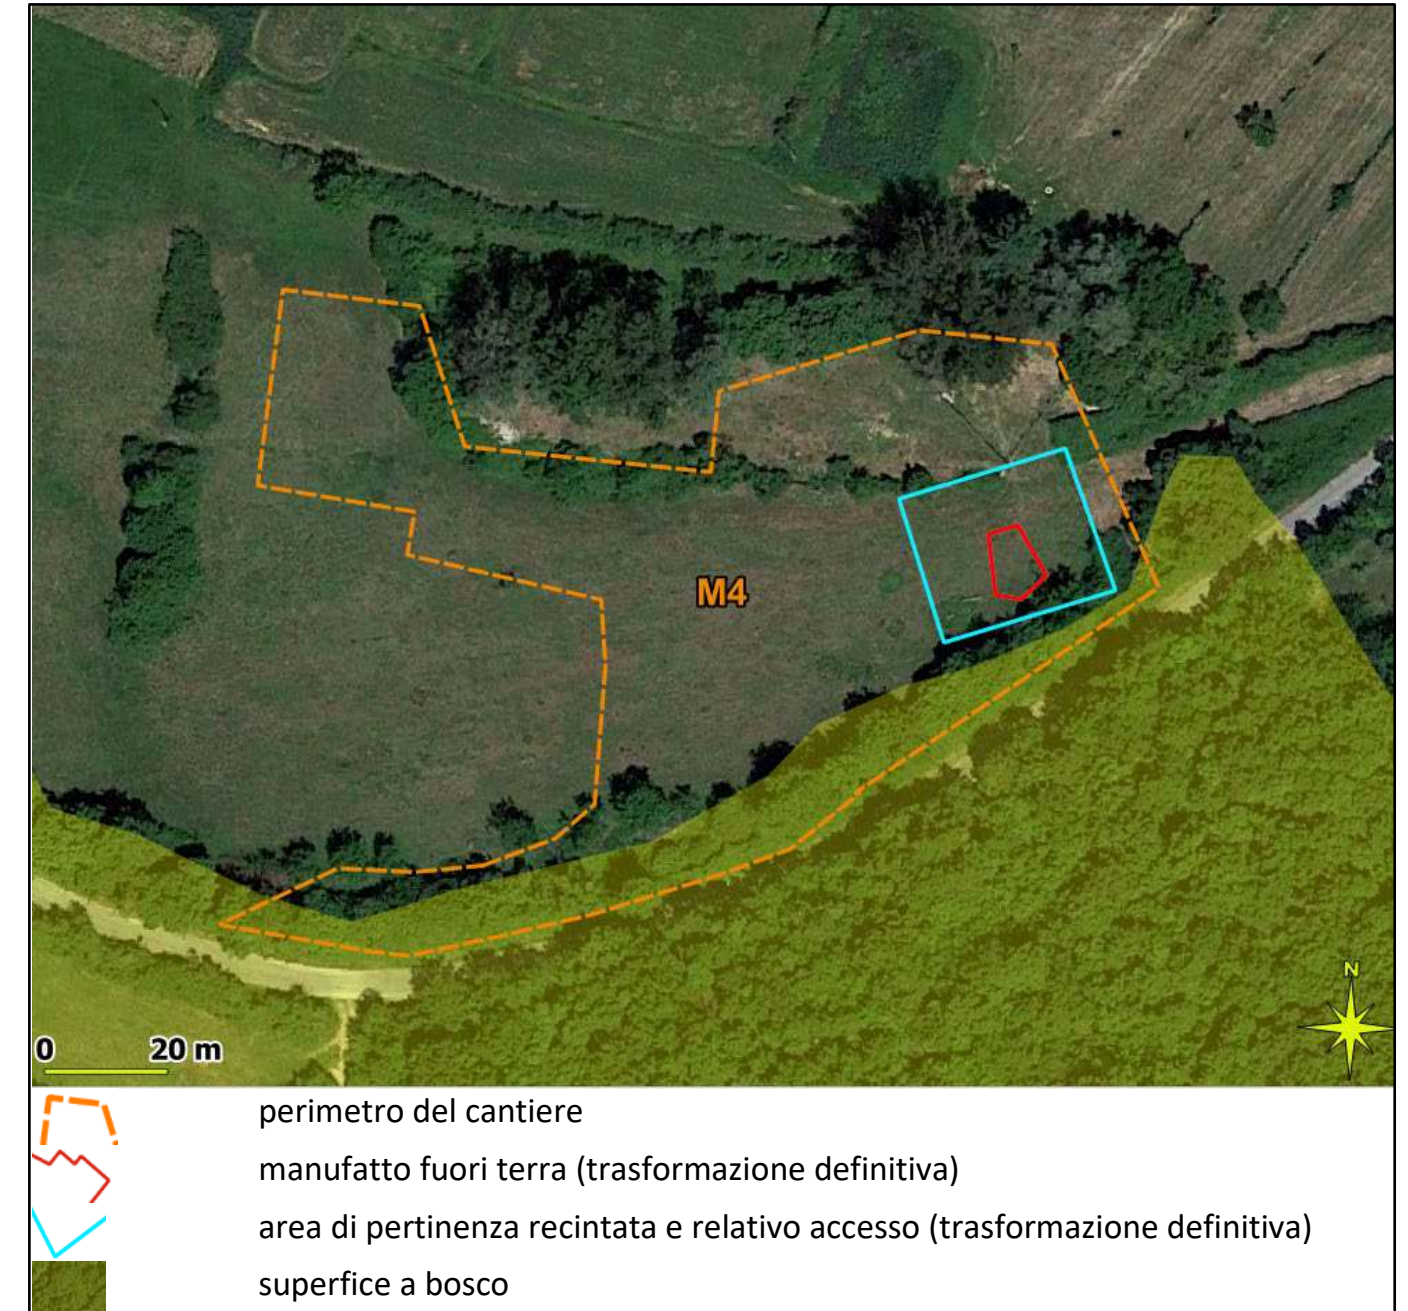 M4
N
0 20 m
perimetro del cantiere
manufatto fuori terra (trasformazione definitiva)
area di pertinenza recintata e relativo accesso (trasformazione definitiva)
superfice a bosco